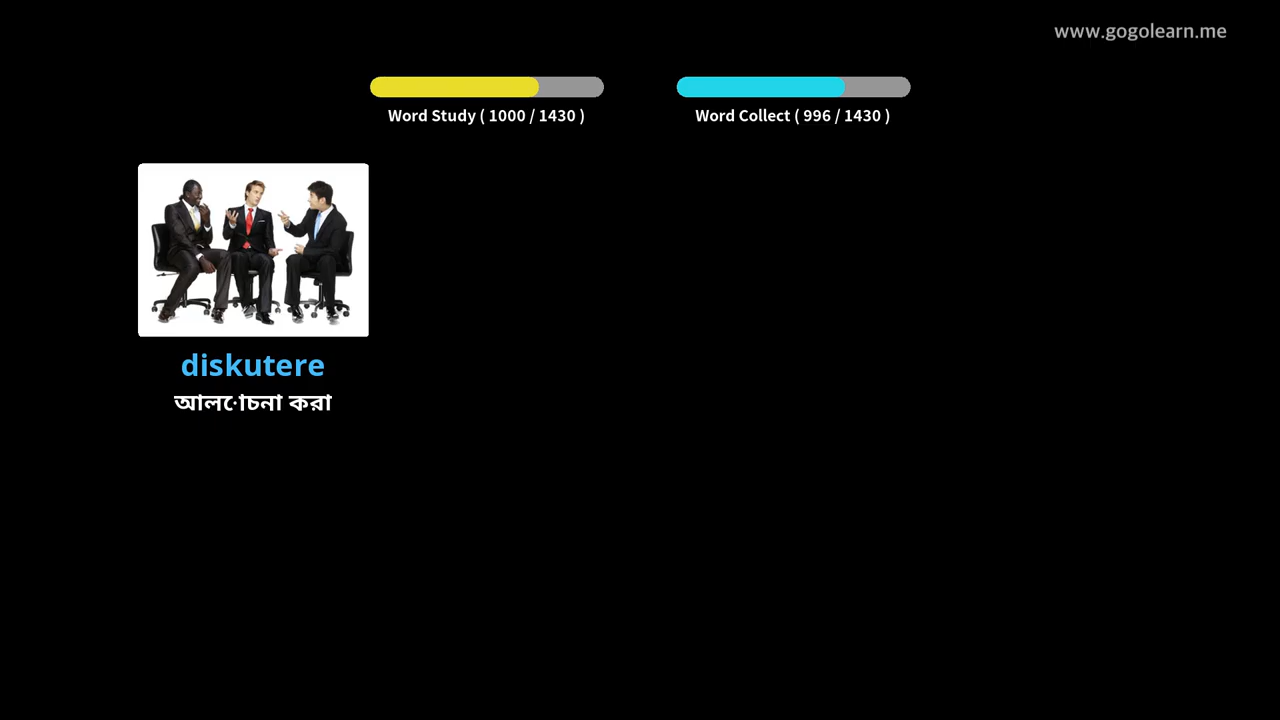 www.gogolearn.me
Word Study ( 1000 / 1430 )
Word Collect ( 996 / 1430 )
diskutere
আলোচনা করা